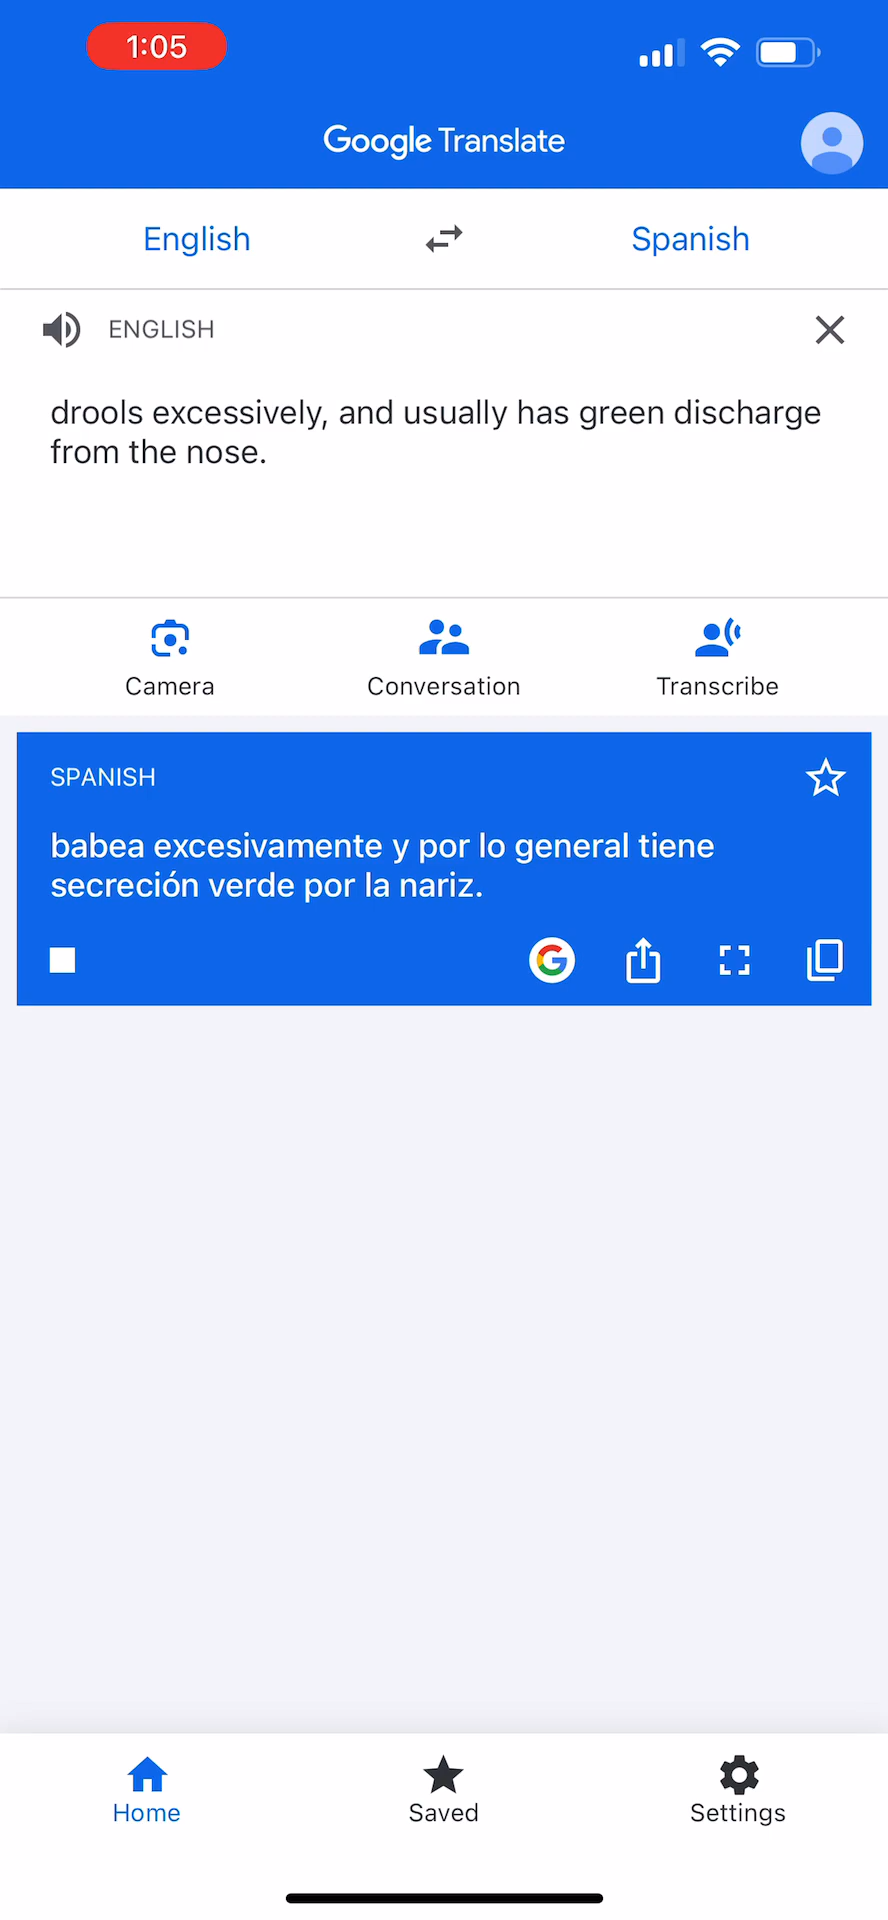 1:05
Google Translate
English
Spanish
ENGLISH
drools excessively, and usually has green discharge
from the nose.
Camera
Conversation
Transcribe
SPANISH
babea excesivamente y por lo general tiene
secreción verde por la nariz.
Home
Saved
Settings